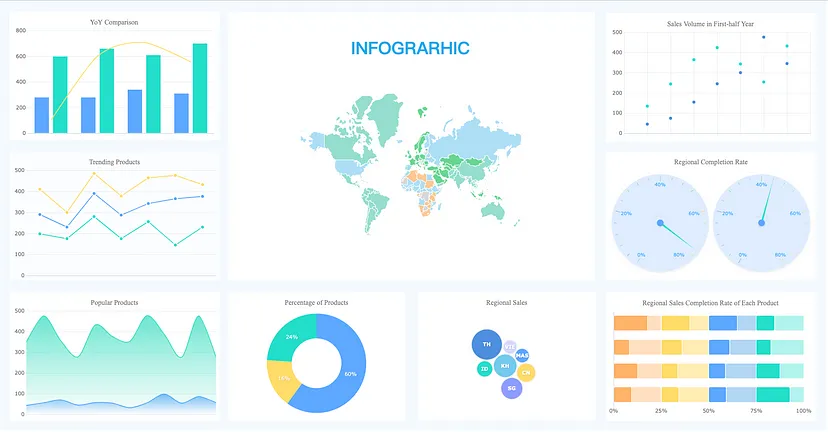 YoY Comparison
800
600
400
200
0
INFOGRARHIC
Sales Volume in First-half Year
500
400
300
200
100
0
Trending Products
500
400
300
200
100
0
Regional Completion Rate
0%
20%
40%
60%
80%
0%
20%
40%
60%
80%
Popular Products
500
400
300
200
100
0
Percentage of Products
24%
60%
Regional Sales
TH
MAS
ID
KH
CN
SG
Regional Sales Completion Rate of Each Product
0%
25%
50%
75%
100%